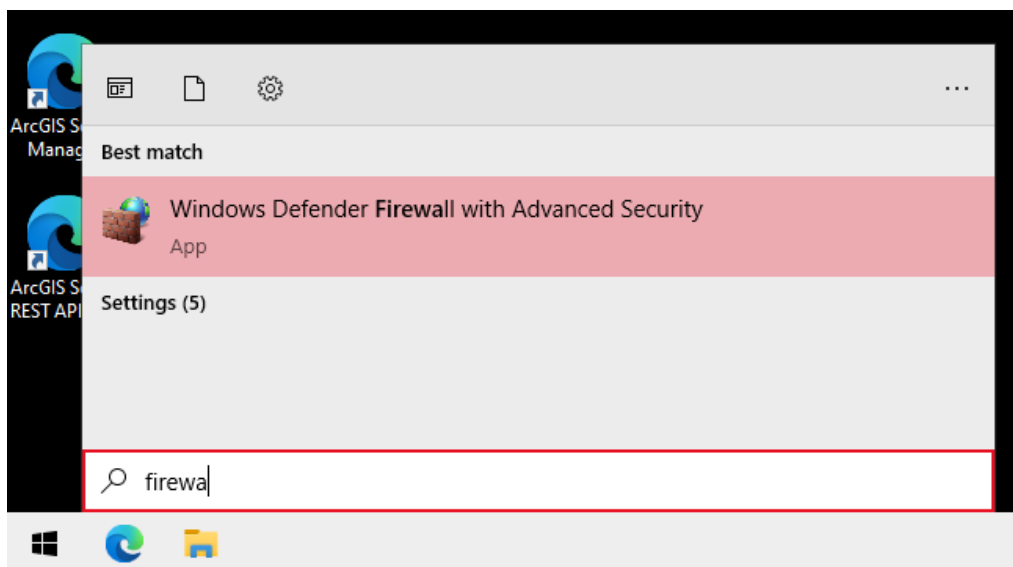 ArcGIS S
Manag
Best match
Windows Defender Firewall with Advanced Security
App
ArcGIS S
REST API
Settings (5)
firewa